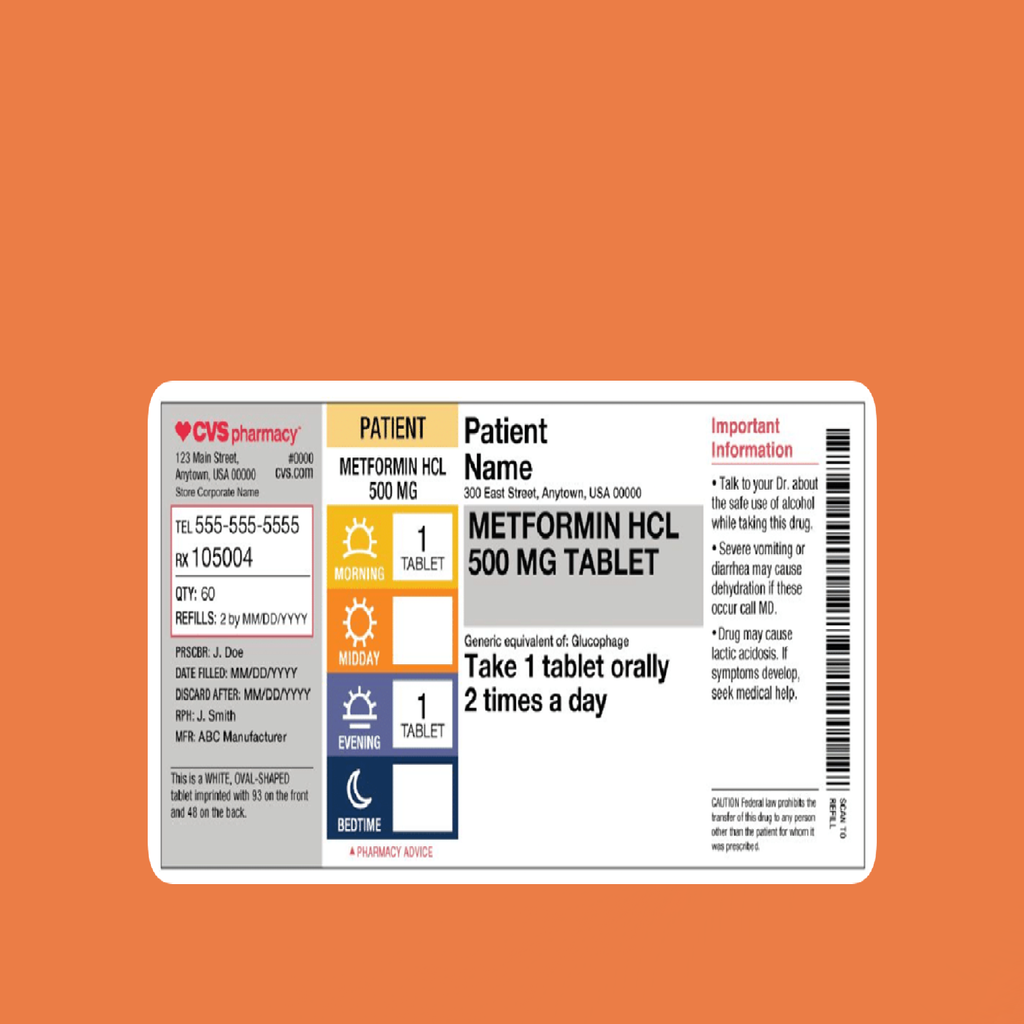 CVS pharmacy™
123 Main Street, #0000
Anytown, USA 00000 cvs.com
Store Corporate Name
TEL 555-555-5555
RX 105004
QTY: 60
REFILLS: 2 by MM/DD/YYYY
PRSCBR: J. Doe
DATE FILLED: MM/DD/YYYY
DISCARD AFTER: MM/DD/YYYY
RPH: J. Smith
MFR: ABC Manufacturer
This is a WHITE, OVAL-SHAPED
tablet imprinted with 93 on the front
and 48 on the back.
PATIENT
METFORMIN HCL
500 MG
MORNING 1 TABLET
MIDDAY
EVENING 1 TABLET
BEDTIME
▲ PHARMACY ADVICE
Patient
Name
300 East Street, Anytown, USA 00000
METFORMIN HCL
500 MG TABLET
Generic equivalent of: Glucophage
Take 1 tablet orally
2 times a day
Important
Information
• Talk to your Dr. about
the safe use of alcohol
while taking this drug.
• Severe vomiting or
diarrhea may cause
dehydration if these
occur call MD.
• Drug may cause
lactic acidosis. If
symptoms develop,
seek medical help.
CAUTION Federal law prohibits the
transfer of this drug to any person
other than the patient for whom it
was prescribed.
SCAN TO
REFILL